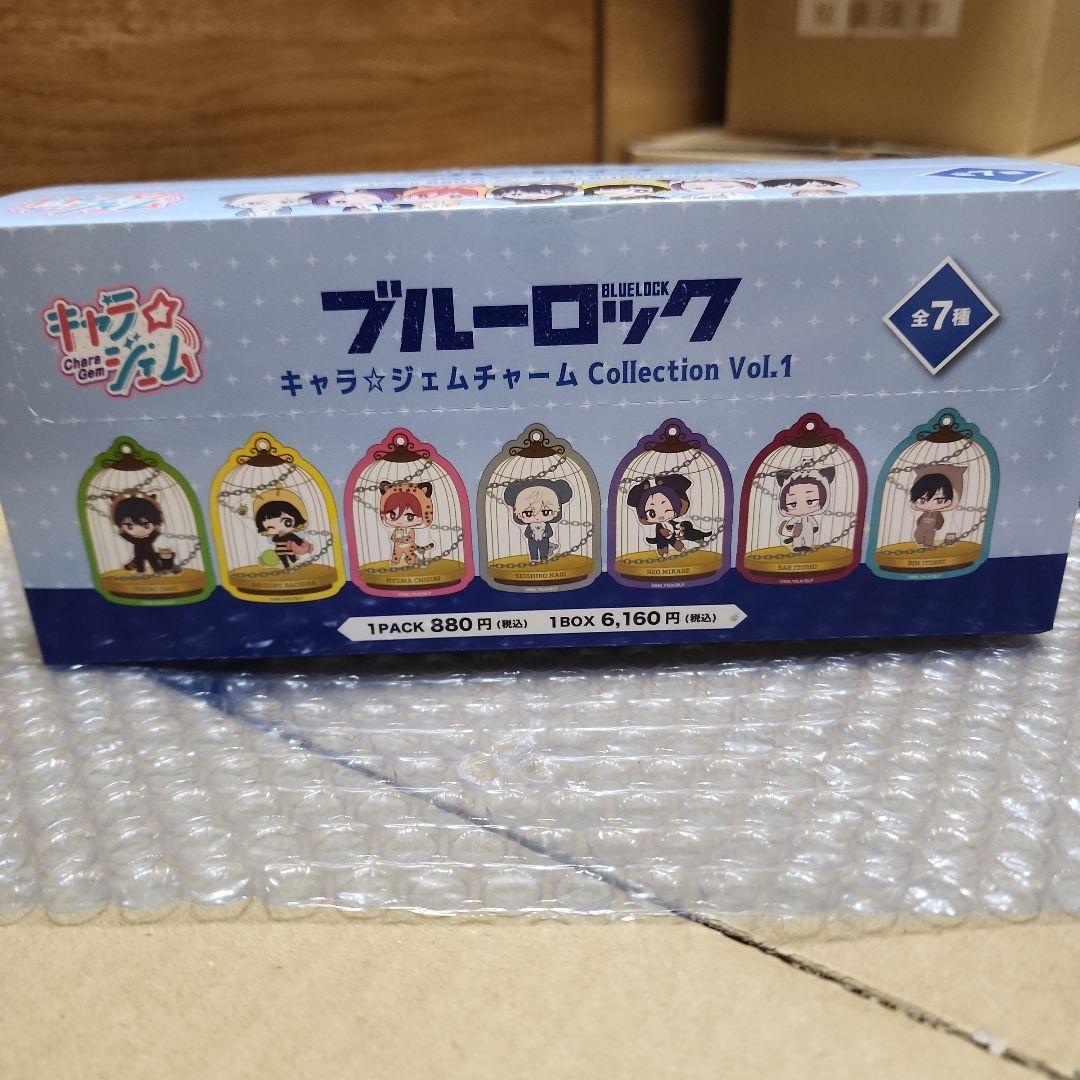 キャラ☆ジェム
Chara
Gem
BLUELOCK
ブルーロック
キャラ☆ジェムチャーム Collection Vol.1
全7種
RYOMA CHIGIRI
SEISHIRO NAGI
REO MIKAGE
SAE ITOSHI
RIN ITOSHI
1PACK 880円(税込) 1BOX 6,160円(税込)